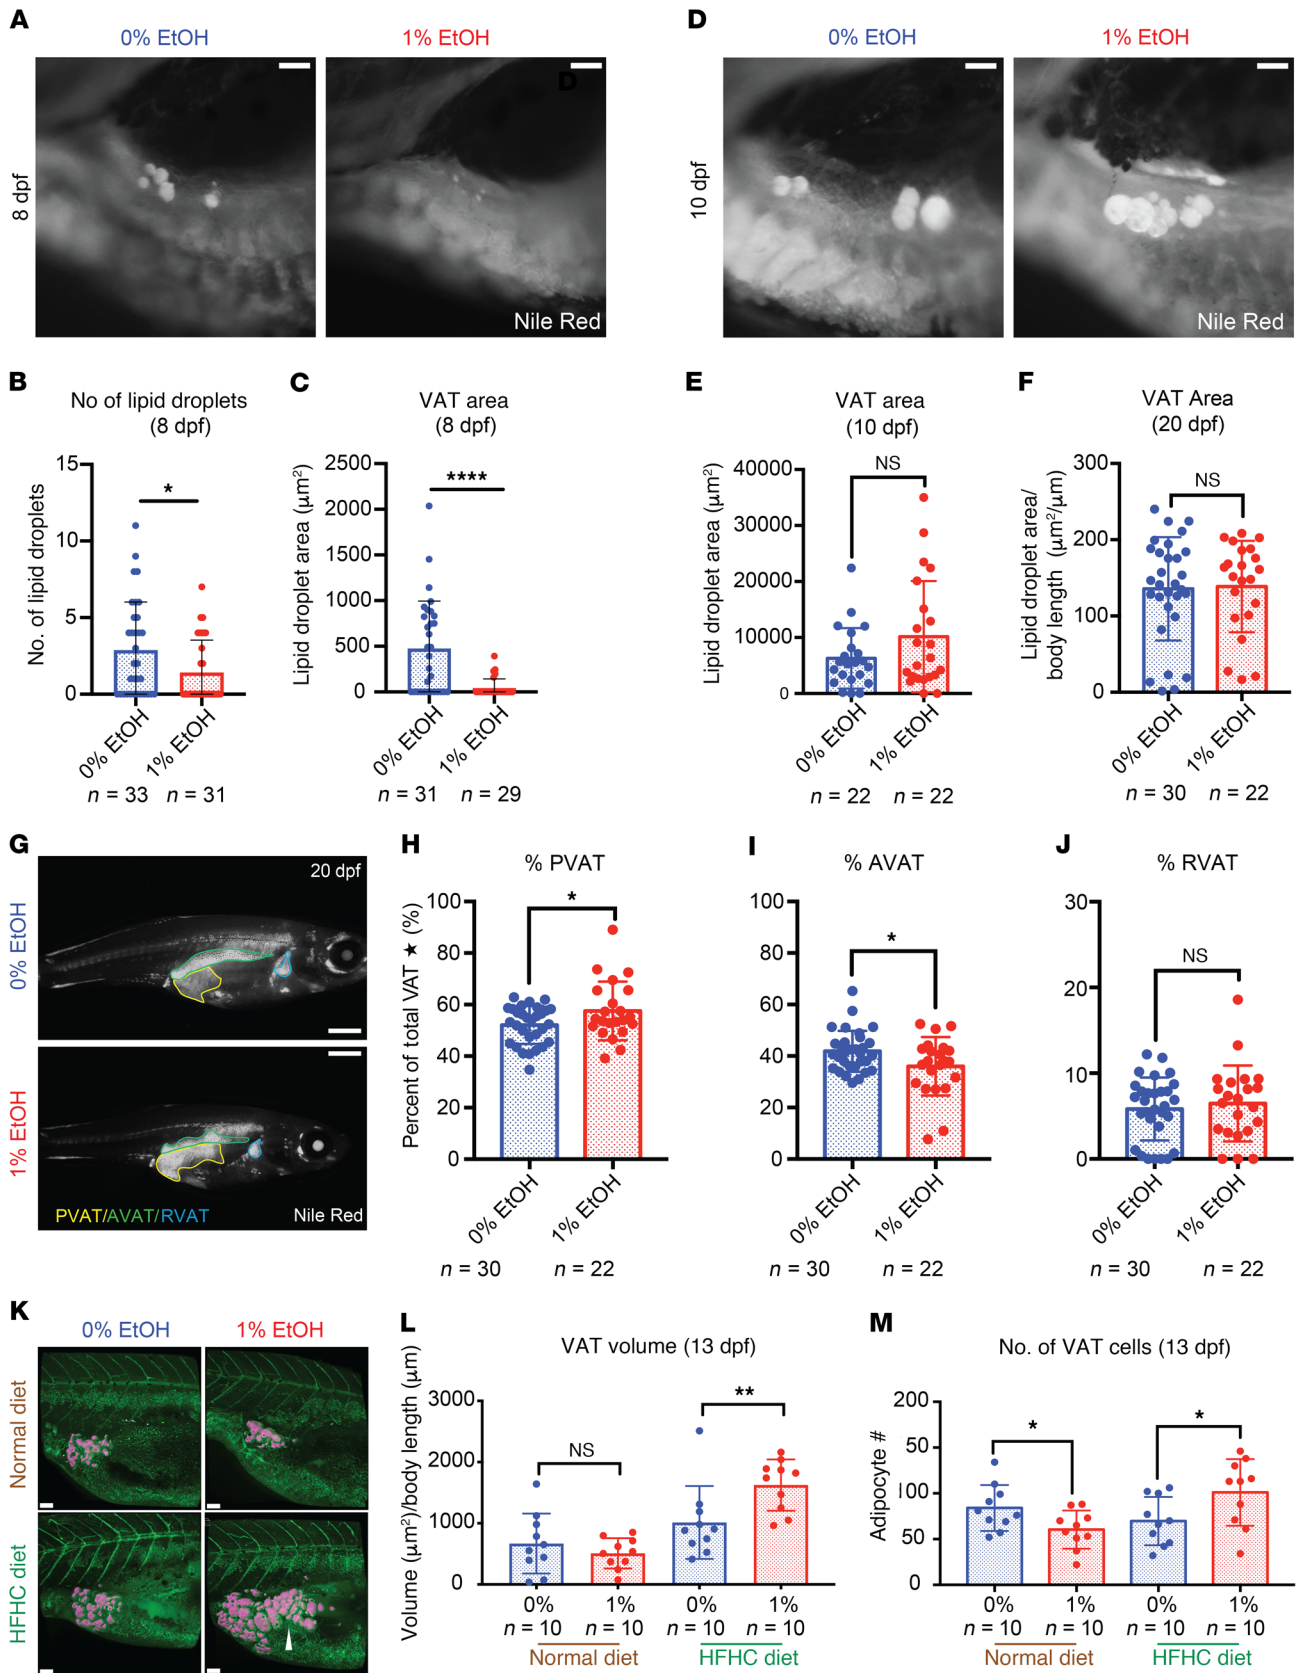 A
0% EtOH
1% EtOH
8 dpf
D
Nile Red
D
0% EtOH
1% EtOH
10 dpf
Nile Red
B
No of lipid droplets
(8 dpf)
No. of lipid droplets
15
10
5
0
*
0% EtOH
1% EtOH
n = 33
n = 31
C
VAT area
(8 dpf)
Lipid droplet area (μm²)
2500
2000
1500
1000
500
0
****
0% EtOH
1% EtOH
n = 31
n = 29
E
VAT area
(10 dpf)
Lipid droplet area (μm²)
40000
30000
20000
10000
0
NS
0% EtOH
1% EtOH
n = 22
n = 22
F
VAT Area
(20 dpf)
Lipid droplet area/
body length (μm²/μm)
300
200
100
0
NS
0% EtOH
1% EtOH
n = 30
n = 22
G
20 dpf
0% EtOH
1% EtOH
PVAT/AVAT/RVAT
Nile Red
H
% PVAT
Percent of total VAT ★ (%)
100
80
60
40
20
0
*
0% EtOH
1% EtOH
n = 30
n = 22
I
% AVAT
100
80
60
40
20
0
*
0% EtOH
1% EtOH
n = 30
n = 22
J
% RVAT
30
20
10
0
NS
0% EtOH
1% EtOH
n = 30
n = 22
K
0% EtOH
1% EtOH
Normal diet
HFHC diet
L
VAT volume (13 dpf)
Volume (μm²)/body length (μm)
3000
2000
1000
0
NS
**
0%
1%
0%
1%
n = 10
n = 10
n = 10
n = 10
Normal diet
HFHC diet
M
No. of VAT cells (13 dpf)
Adipocyte #
200
50
100
50
0
*
*
0%
1%
0%
1%
n = 10
n = 10
n = 10
n = 10
Normal diet
HFHC diet